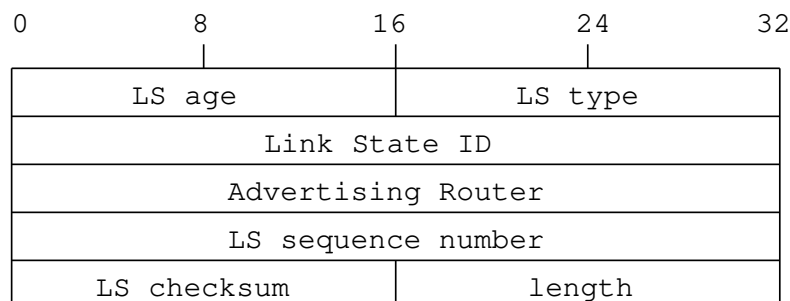 0 8 16 24 32
LS age LS type
Link State ID
Advertising Router
LS sequence number
LS checksum length